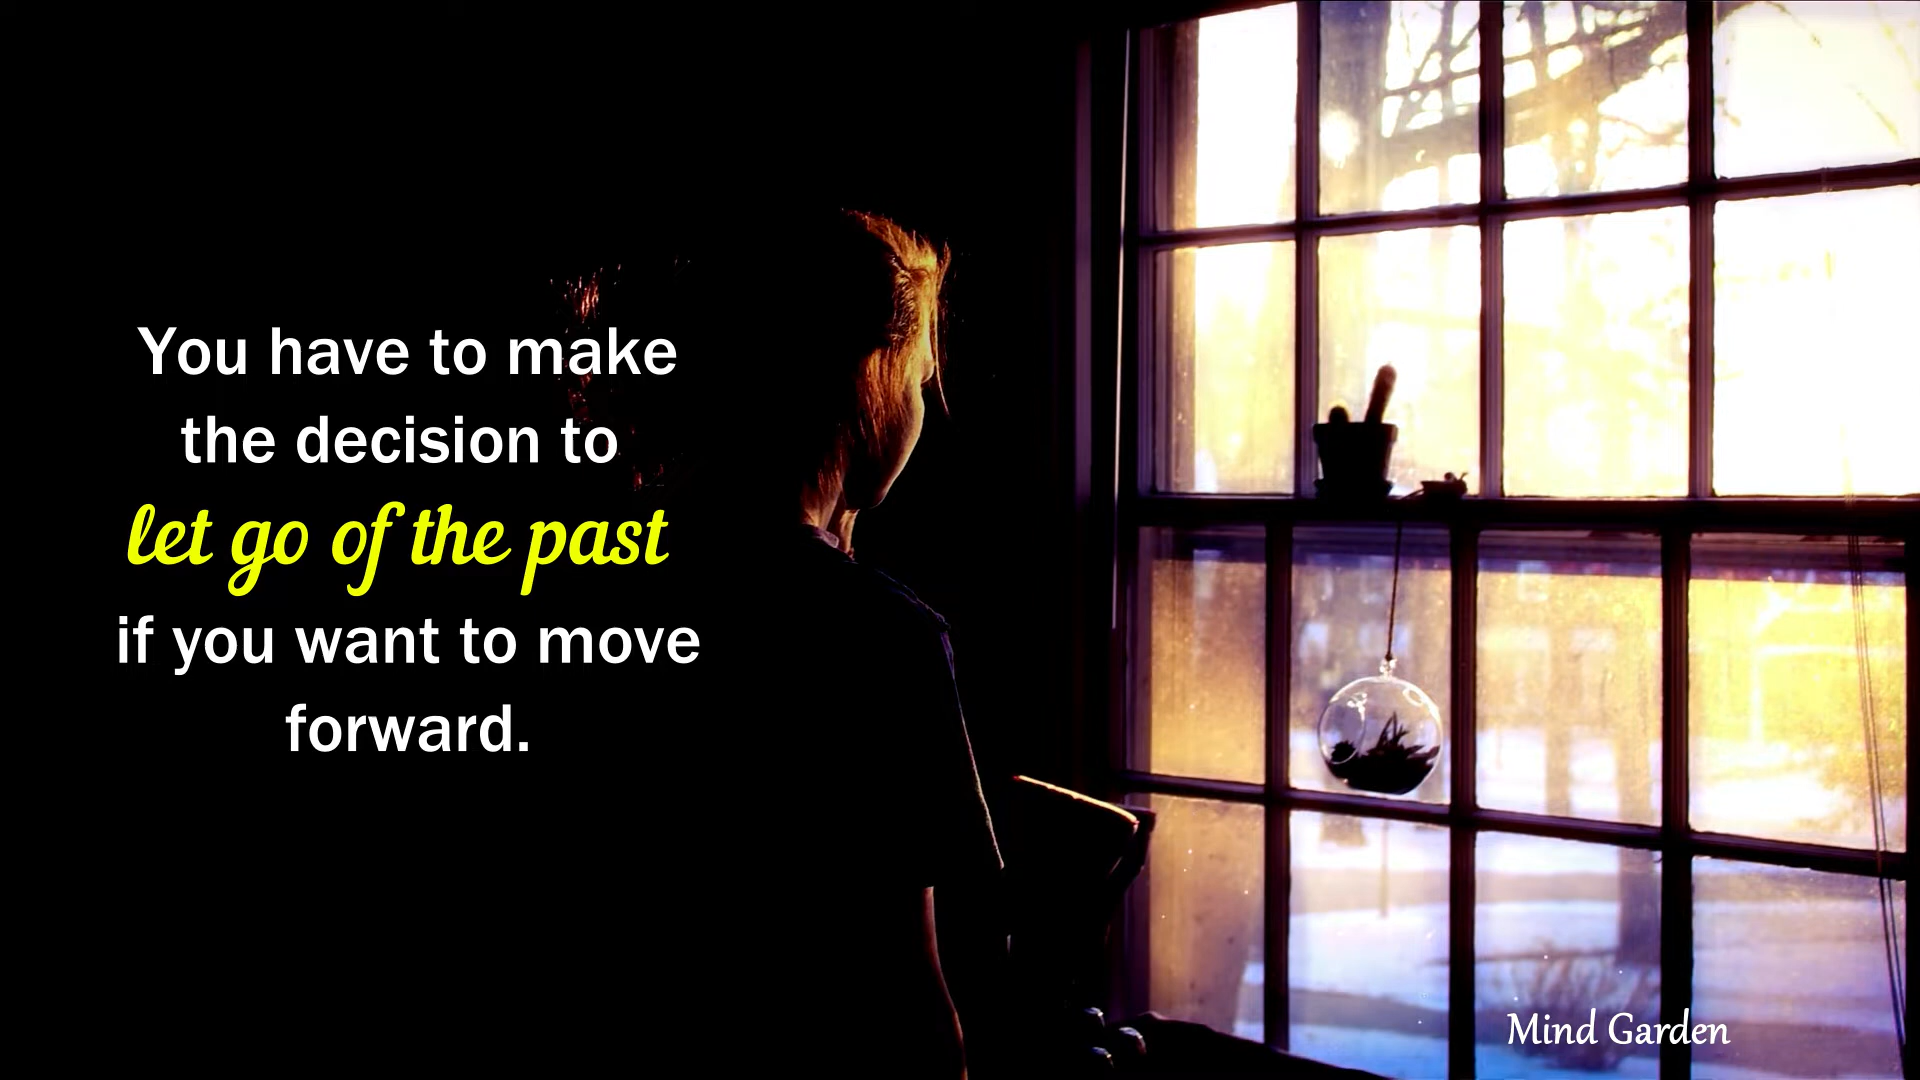 You have to make
the decision to
let go of the past
if you want to move
forward.
Mind Garden